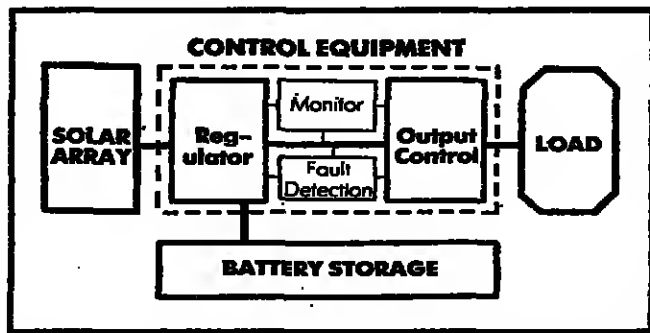 CONTROL EQUIPMENT
SOLAR
ARRAY
Reg-
ulator
Monitor
Fault
Detection
Output
Control
LOAD
BATTERY STORAGE